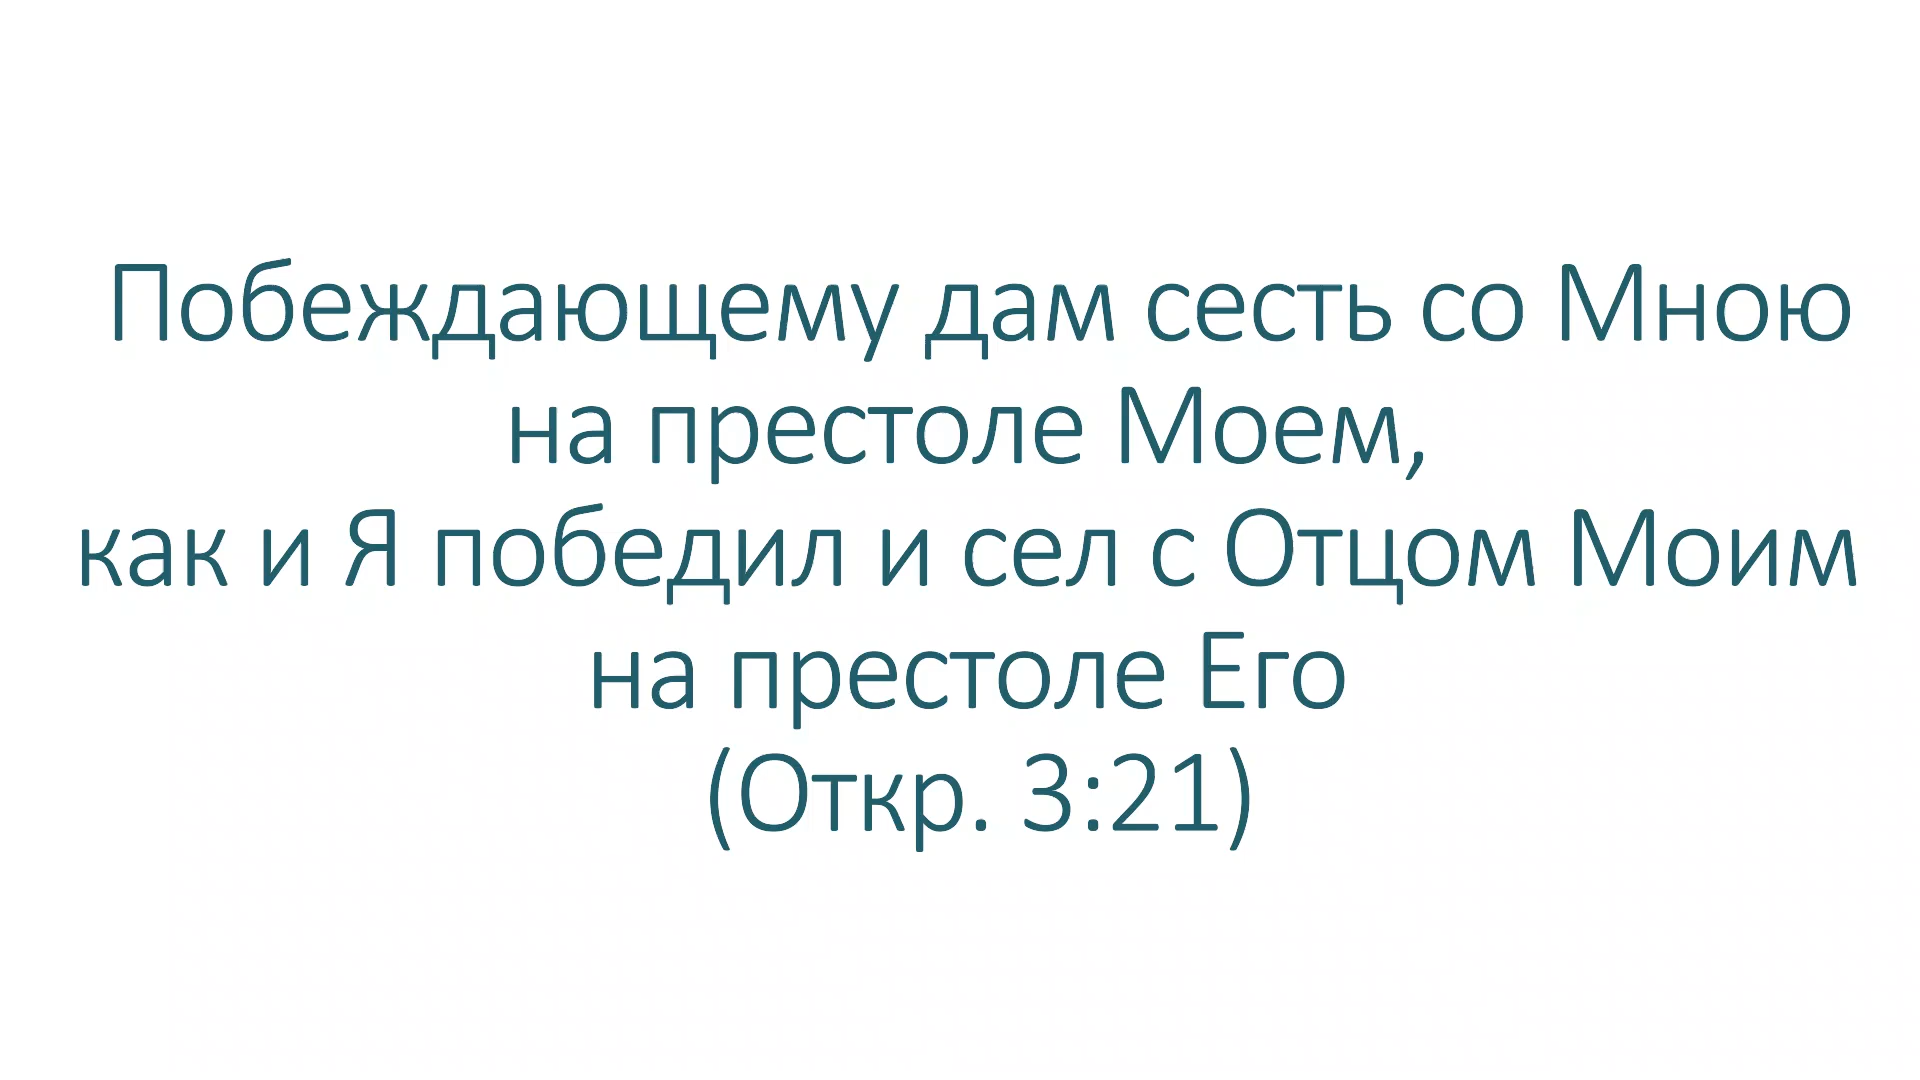 Побеждающему дам сесть со Мною
на престоле Моем,
как и Я победил и сел с Отцом Моим
на престоле Его
(Откр. 3:21)